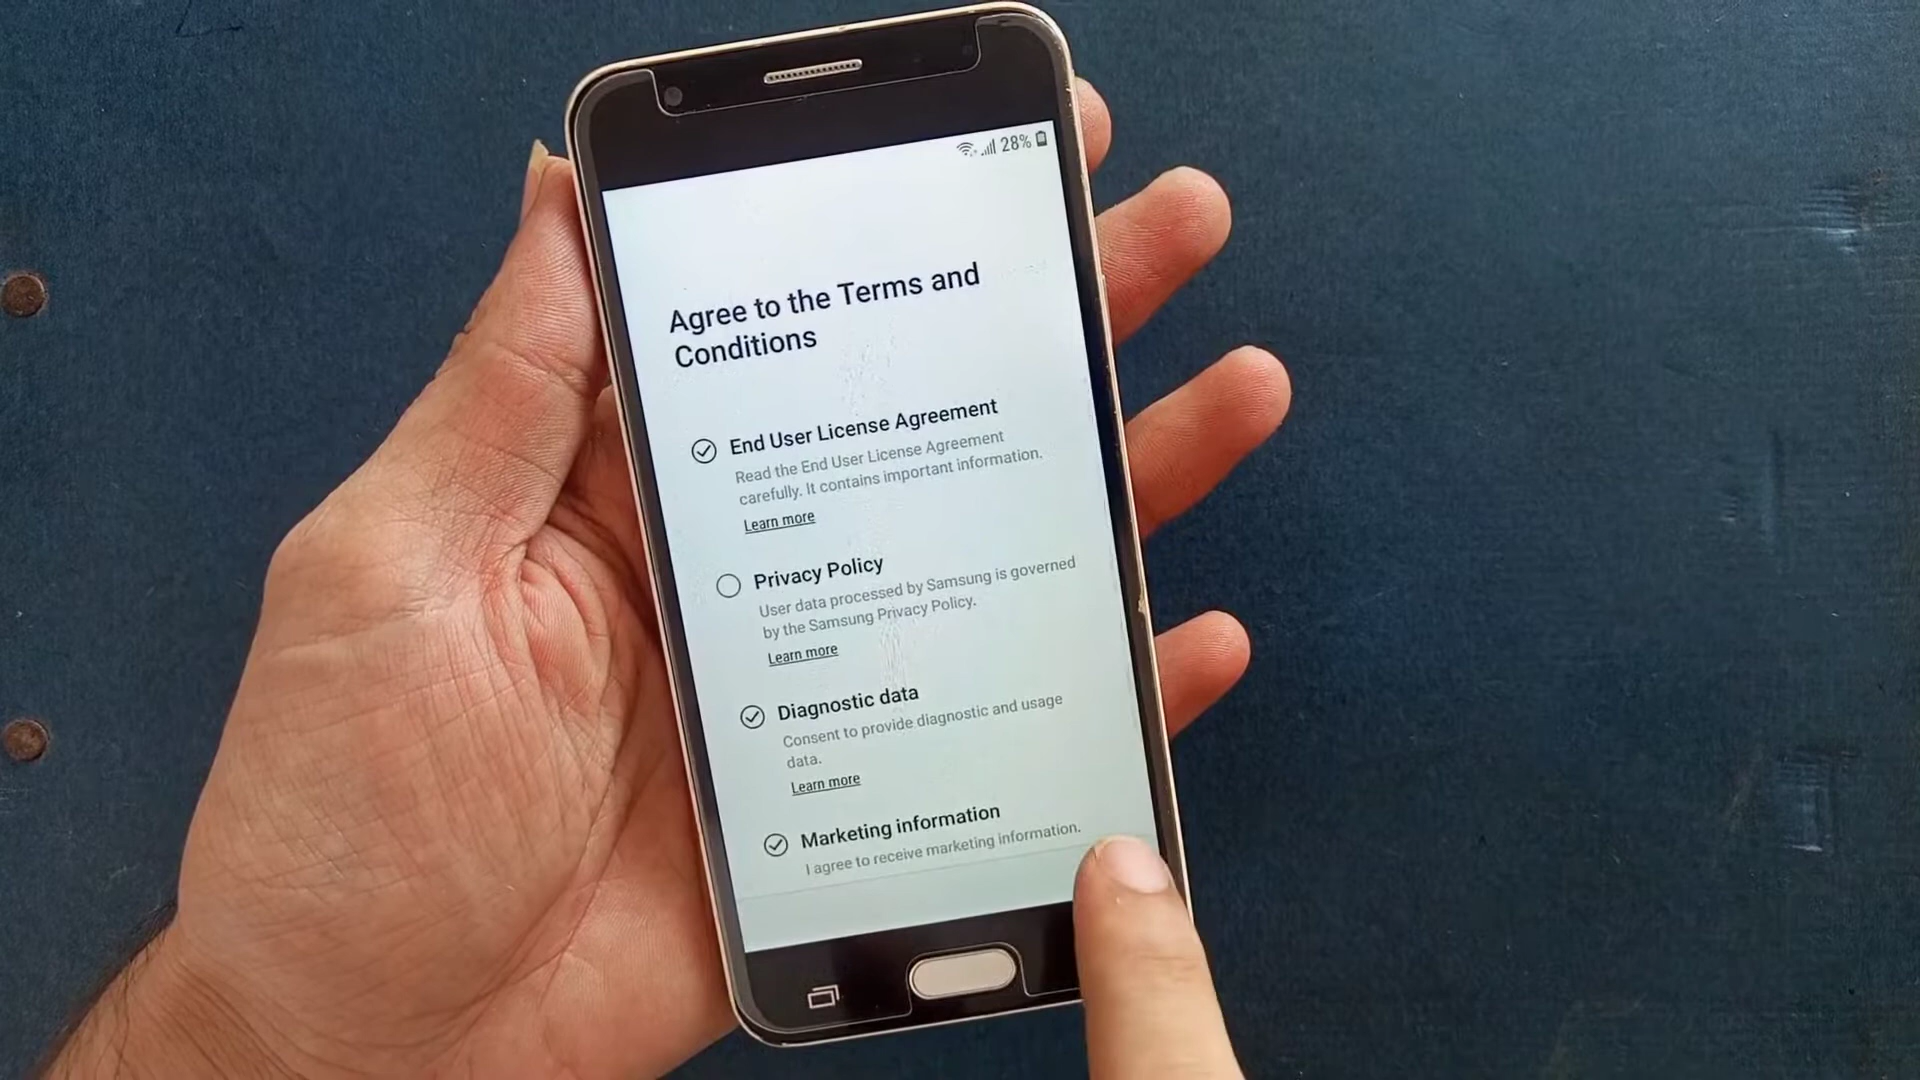 28%
Agree to the Terms and
Conditions
End User License Agreement
Read the End User License Agreement
carefully. It contains important information.
Learn more
Privacy Policy
User data processed by Samsung is governed
by the Samsung Privacy Policy.
Learn more
Diagnostic data
Consent to provide diagnostic and usage
data.
Learn more
Marketing information
I agree to receive marketing information.